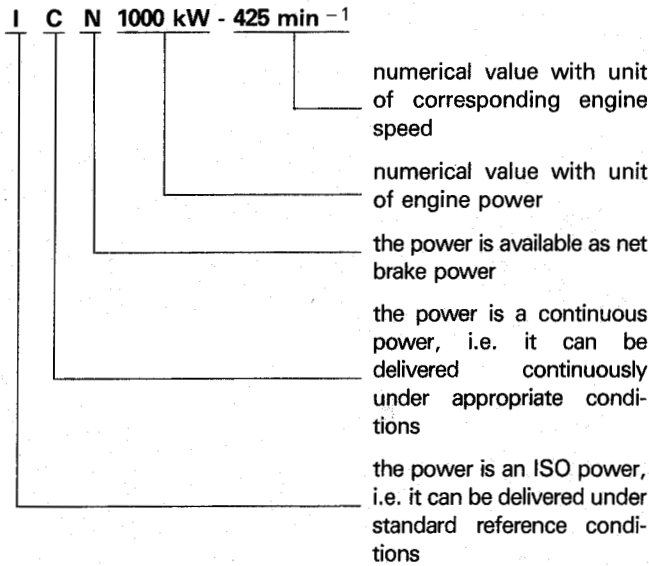 I C N 1000 kW - 425 min⁻¹
numerical value with unit
of corresponding engine
speed
numerical value with unit
of engine power
the power is available as net
brake power
the power is a continuous
power, i.e. it can be
delivered continuously
under appropriate condi-
tions
the power is an ISO power,
i.e. it can be delivered under
standard reference condi-
tions